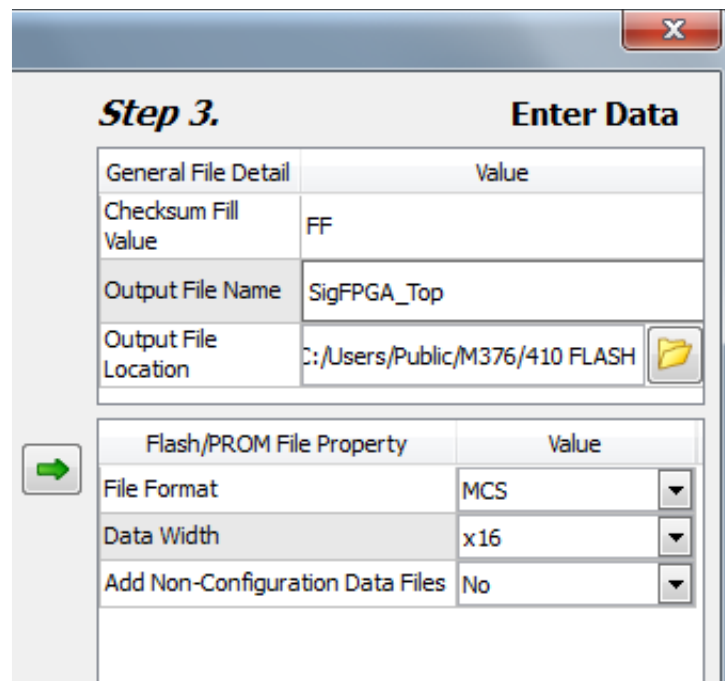 Step 3. Enter Data
General File Detail Value
Checksum Fill
Value
FF
Output File Name SigFPGA_Top
Output File
Location
:/Users/Public/M376/410 FLASH
Flash/PROM File Property Value
File Format MCS
Data Width x16
Add Non-Configuration Data Files No